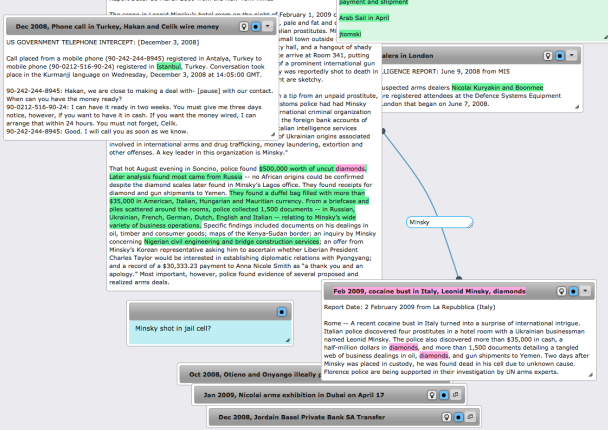 payment and shipment
Arab Sail in April
jtomski
Dec 2008, Phone call in Turkey, Hakan and Celik wire money
US GOVERNMENT TELEPHONE INTERCEPT: [December 3, 2008]
Call placed from a mobile phone (90-242-244-8945) registered in Antalya, Turkey to
mobile phone (90-0212-516-90-24) registered in Istanbul, Turkey. Conversation took
place in the Kurmanji language on Wednesday, December 3, 2008 at 14:05:00 GMT.
90-242-244-8945: Hakan, we are close to making a deal with- [pause] with our contact.
When can you have the money ready?
90-0212-516-90-24: I can have it ready in two weeks. You must give me three days
notice, however, if you want to have it in cash. If you want the money wired, I can
arrange that within 24 hours. You must not forget, Celik.
90-242-244-8945: Good. I will call you as soon as we know.
February 1, 2009
, pale and fat and
lian prostitutes. Mi
small town outside
ty hall, and a hangout of shady
e arrive at Room 341, putting
of a prominent international gun
was reportedly shot to death in
nt are sketchy.
n a tip from an unpaid prostitute,
stoms police had had Minsky
ernational criminal organization
the foreign bank accounts of
talian intelligence services
of Ukrainian origins associated
involved in international arms and drug trafficking, money laundering, extortion and
other offenses. A key leader in this organization is Minsky."
That hot August evening in Soncino, police found $500,000 worth of uncut diamonds.
Later analysis found most came from Russia -- no African origins could be confirmed
despite the diamond scales later found in Minsky's Lagos office. They found receipts for
diamond and gun shipments to Yemen. They found a duffel bag filled with more than
$35,000 in American, Italian, Hungarian and Mauritian currency. From a briefcase and
piles scattered around the rooms, police collected 1,500 documents -- in Russian,
Ukrainian, French, German, Dutch, English and Italian -- relating to Minsky's wide
variety of business operations. Specific findings included documents on his dealings in
oil, timber and consumer goods; maps of the Kenya-Sudan border; an inquiry by Minsky
concerning Nigerian civil engineering and bridge construction services; an offer from
Minsky's Korean representative asking him to ascertain whether Liberian President
Charles Taylor would be interested in establishing diplomatic relations with Pyongyang;
and a record of a $30,333.23 payment to Anna Nicole Smith as "a thank you and an
apology." Most important, however, police found evidence of several proposed and
realized arms deals.
alers in London
LLIGENCE REPORT: June 9, 2008 from MI5
uspected arms dealers Nicolai Kuryakin and Boonmee
re registered attendees at the Defence Systems Equipment
London that began on June 7, 2008.
Minsky
Feb 2009, cocaine bust in Italy, Leonid Minsky, diamonds
Report Date: 2 February 2009 from La Repubblica (Italy)
Rome -- A recent cocaine bust in Italy turned into a surprise of international intrigue.
Italian police discovered four prostitutes in a hotel room with a Ukrainian businessman
named Leonid Minsky. The police also discovered more than $35,000 in cash, a
half-million dollars in diamonds, and more than 1,500 documents detailing a tangled
web of business dealings in oil, diamonds, and gun shipments to Yemen. Two days after
Minsky was placed in custody, he was found dead in his cell due to unknown cause.
Florence police are being supported in their investigation by UN arms experts.
Minsky shot in jail cell?
Oct 2008, Otieno and Onyango illeally p
Jan 2009, Nicolai arms exhibition in Dubai on April 17
Dec 2008, Jordain Basel Private Bank SA Transfer